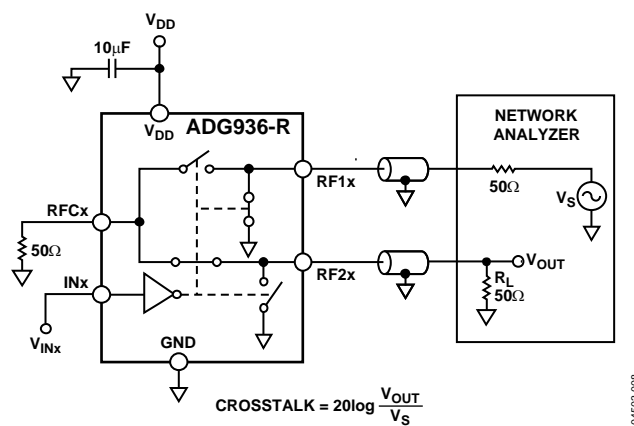 VDD
10µF
ADG936-R
VDD
NETWORK
ANALYZER
RF1x
50Ω
VS
RFCx
50Ω
RF2x
VOUT
RL
50Ω
INx
VINx
GND
CROSSTALK = 20log VOUT
VS